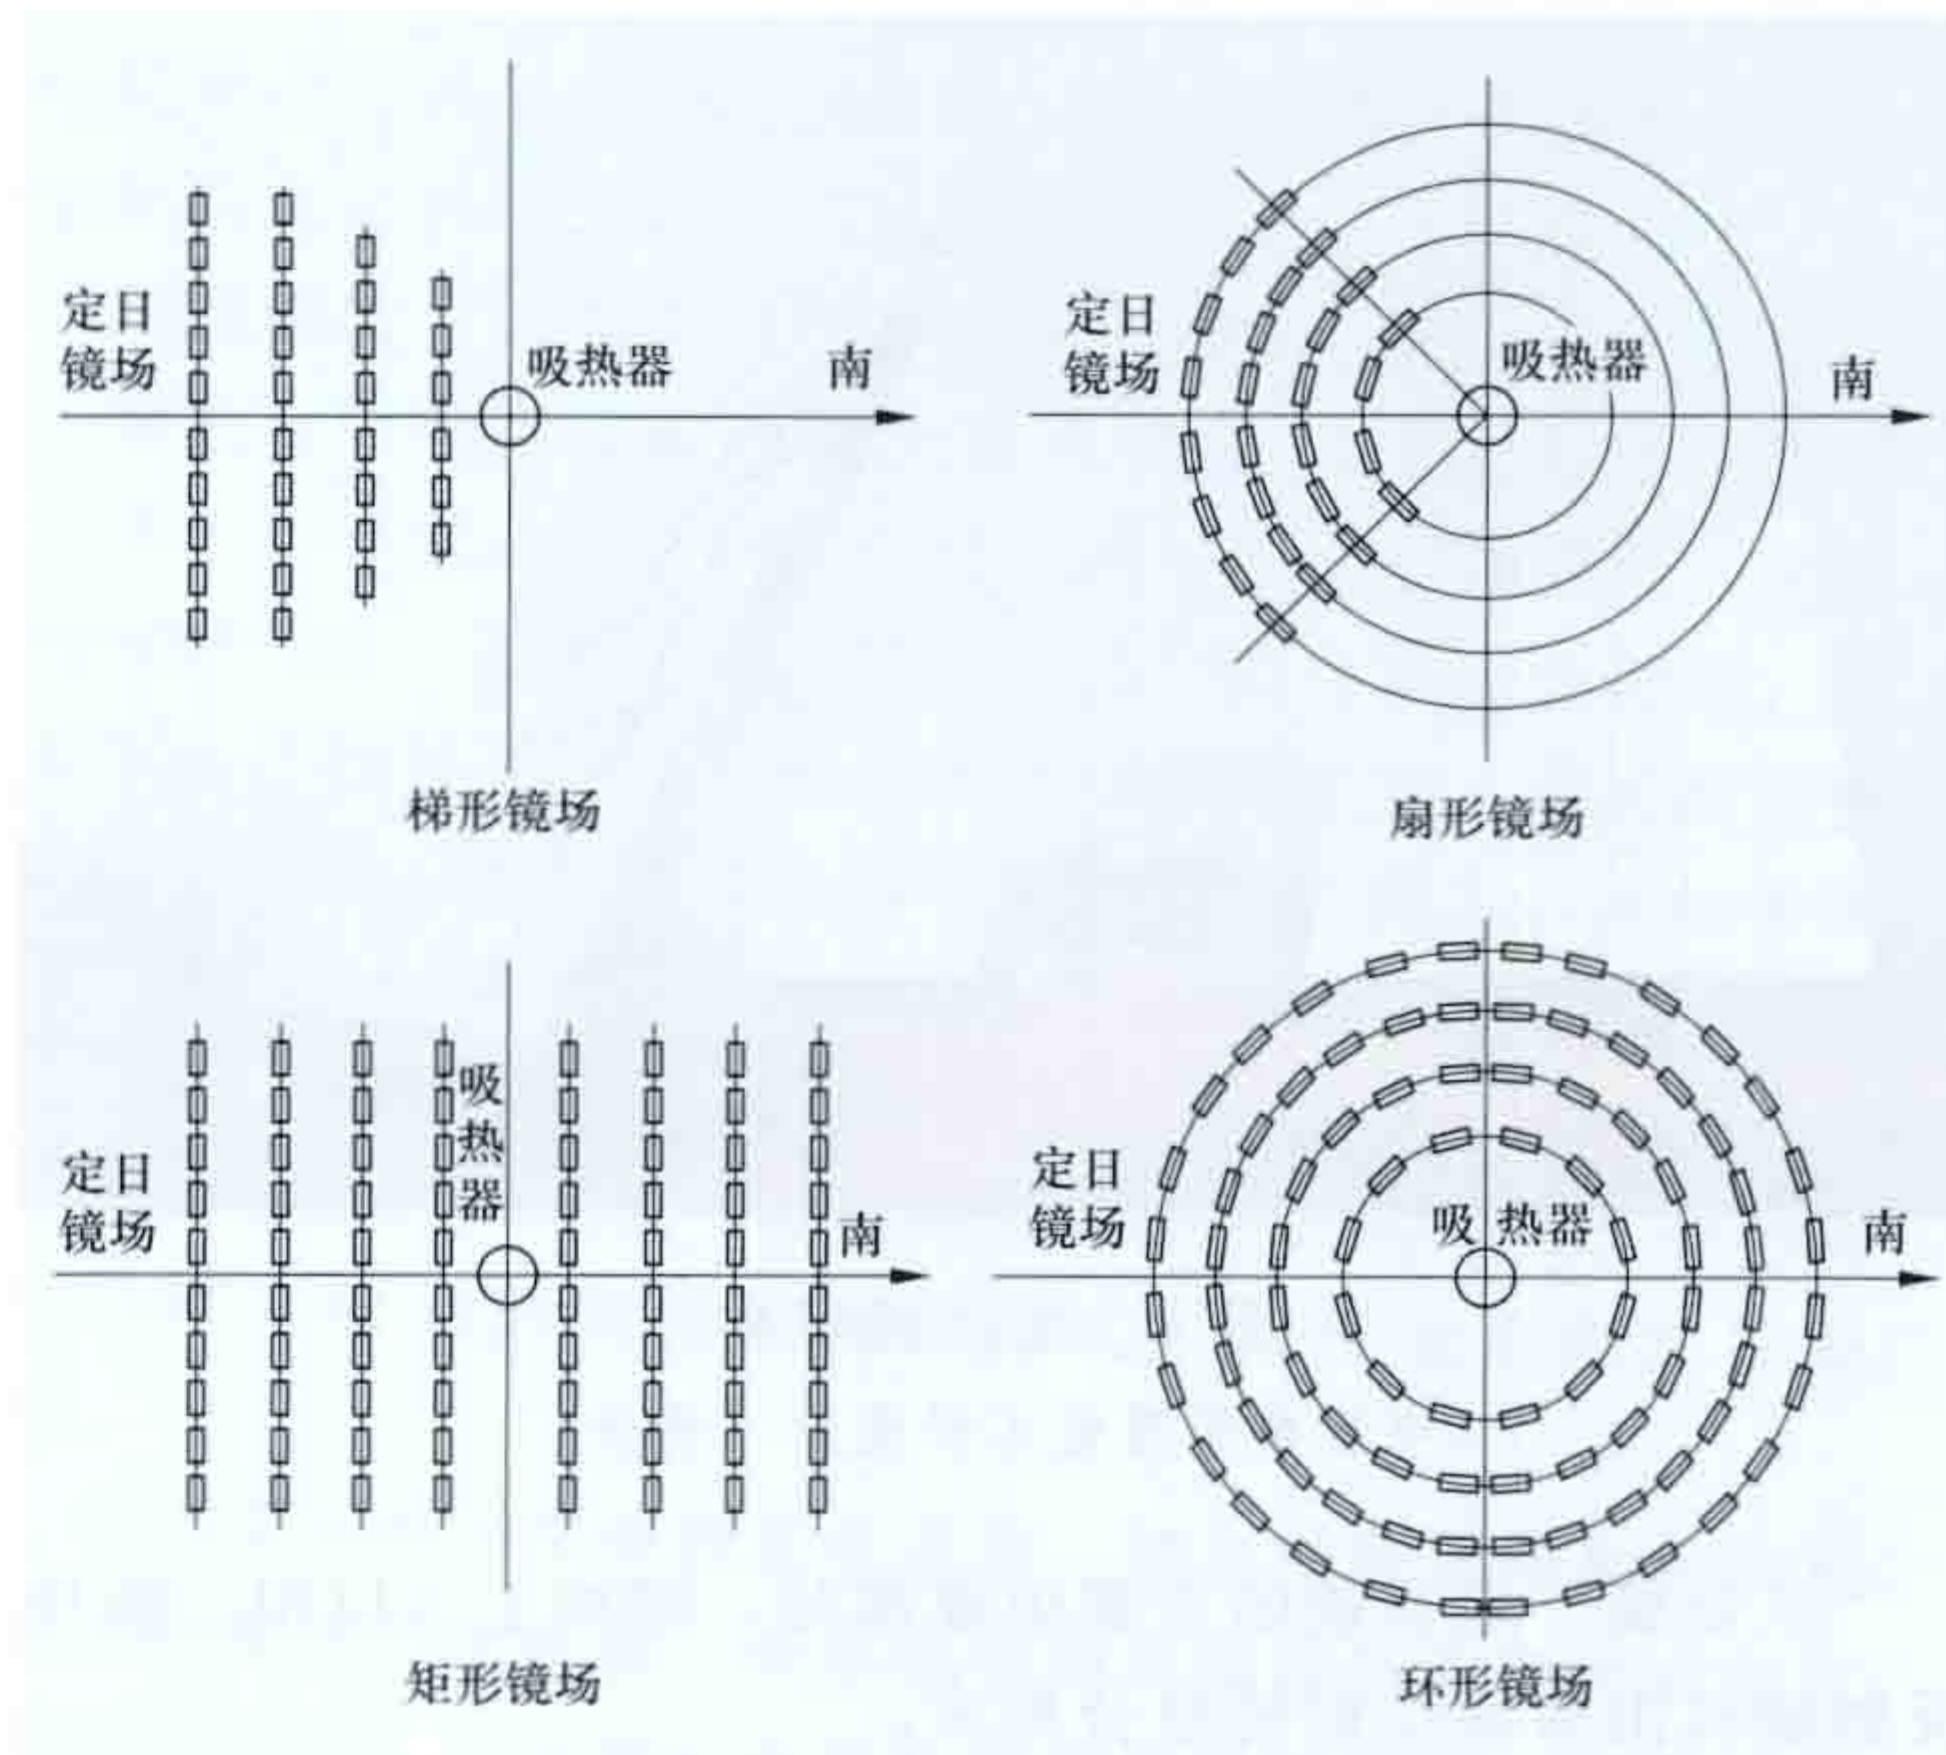 定日
镜场
吸热器
南
梯形镜场
定日
镜场
吸热器
南
扇形镜场
定日
镜场
吸
热
器
南
矩形镜场
定日
镜场
吸 热器
南
环形镜场